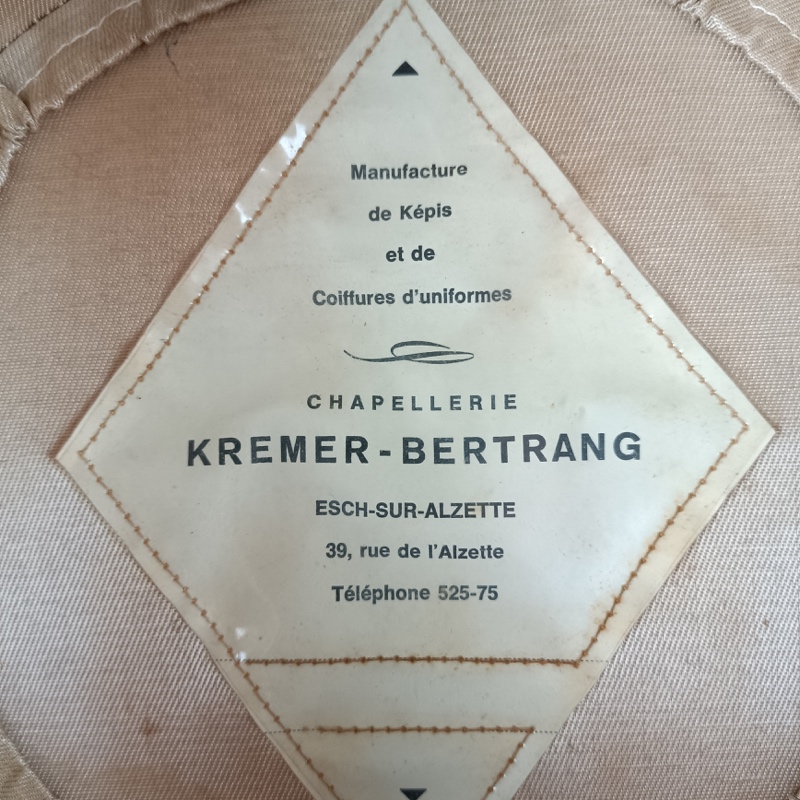 Manufacture
de Képis
et de
Coiffures d'uniformes
CHAPELLERIE
KREMER-BERTRANG
ESCH-SUR-ALZETTE
39, rue de l'Alzette
Téléphone 525-75